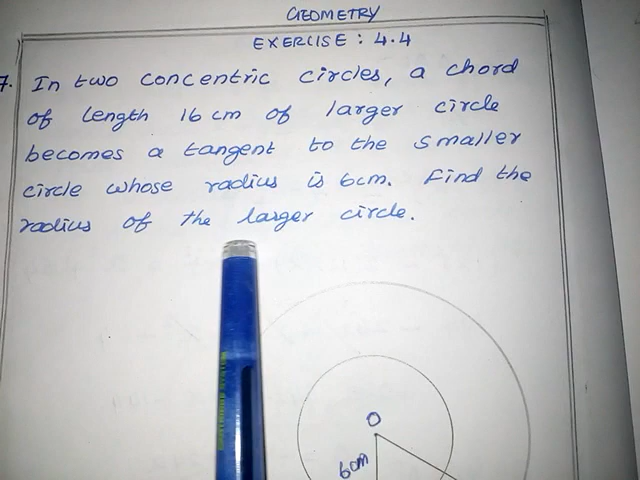 GEOMETRY
EXERCISE : 4.4
7. In two concentric circles, a chord
of length 16 cm of larger circle
becomes a tangent to the smaller
circle whose radius is 6cm. Find the
radius of the larger circle.
O
6cm